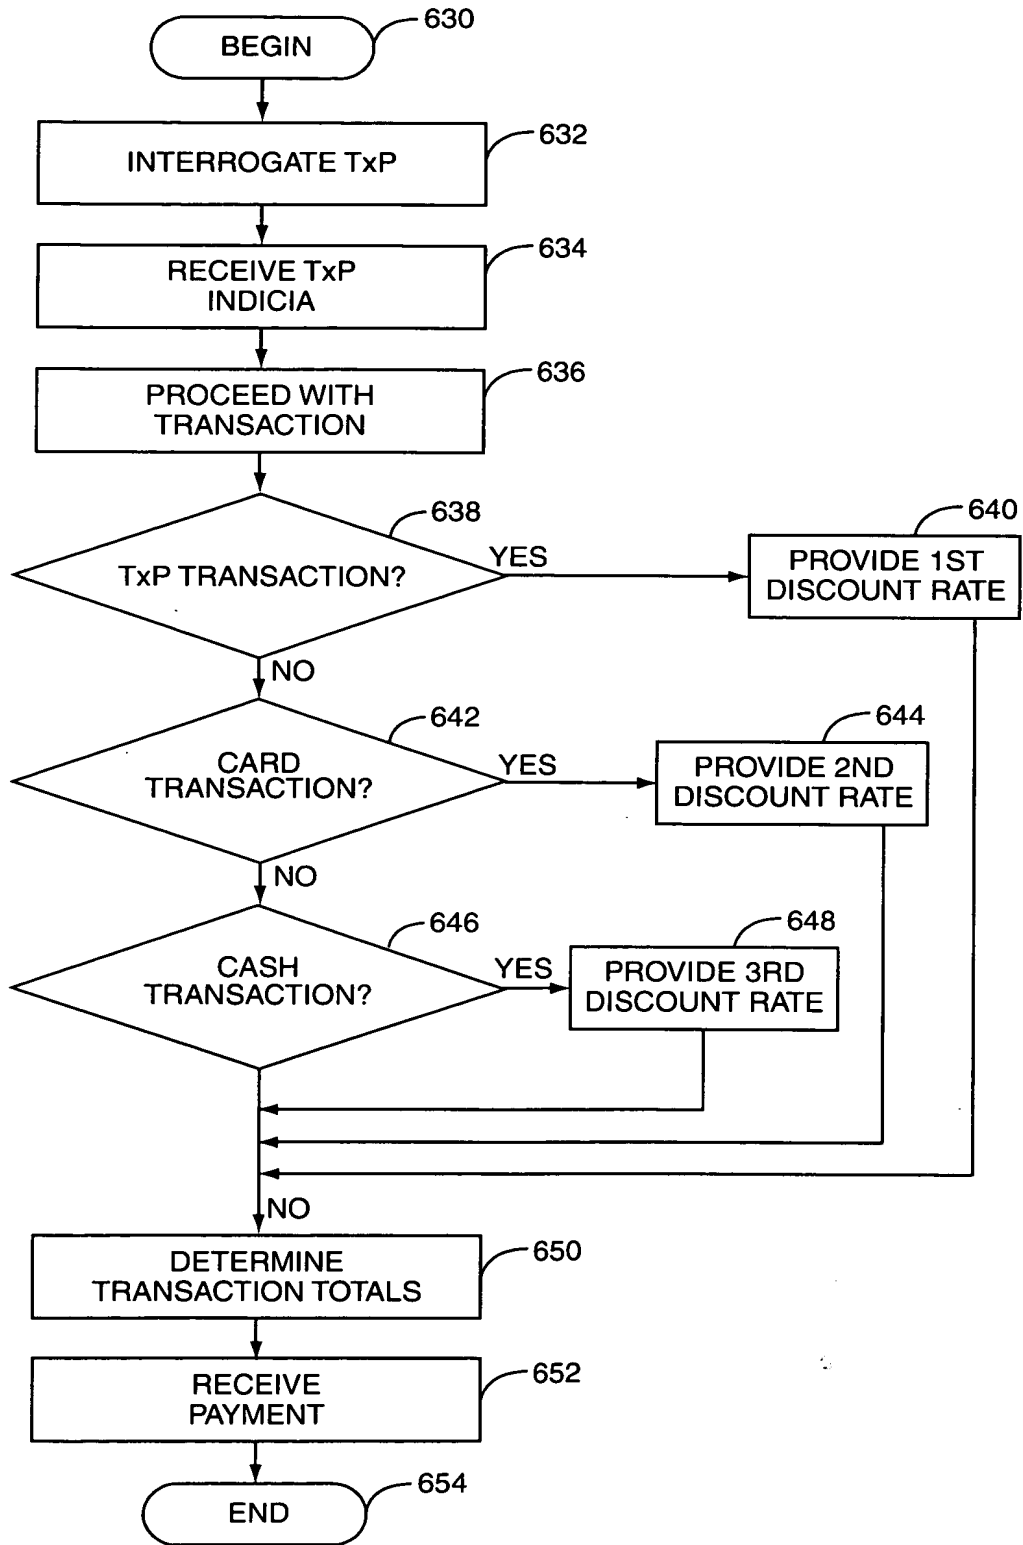 630
BEGIN
632
INTERROGATE TxP
634
RECEIVE TxP
INDICIA
636
PROCEED WITH
TRANSACTION
638
TxP TRANSACTION?
YES
640
PROVIDE 1ST
DISCOUNT RATE
NO
642
CARD
TRANSACTION?
YES
644
PROVIDE 2ND
DISCOUNT RATE
NO
646
CASH
TRANSACTION?
YES
648
PROVIDE 3RD
DISCOUNT RATE
NO
650
DETERMINE
TRANSACTION TOTALS
652
RECEIVE
PAYMENT
654
END